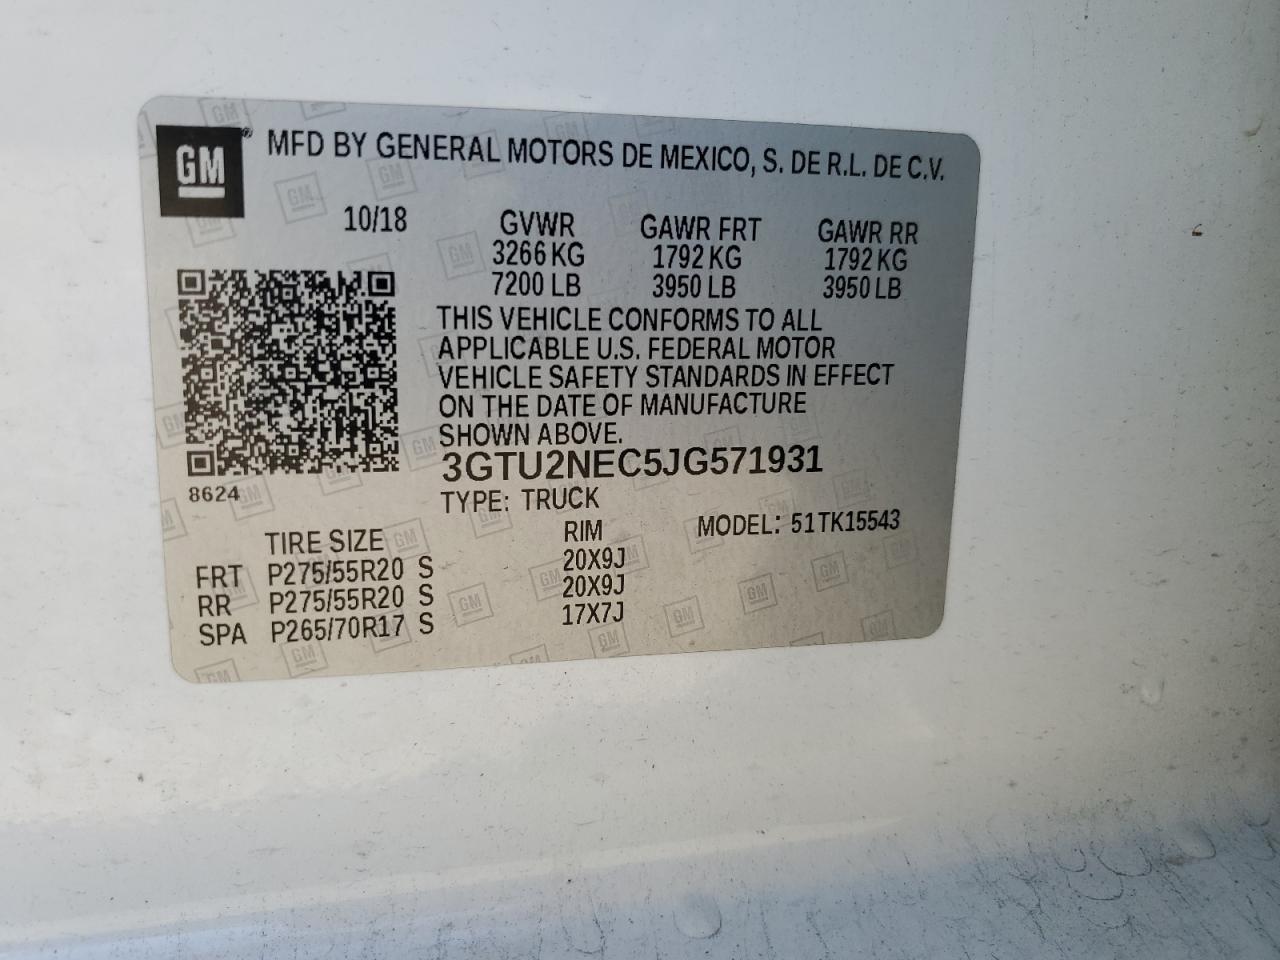 GM® MFD BY GENERAL MOTORS DE MEXICO, S. DE R.L. DE C.V.
10/18 GVWR GAWR FRT GAWR RR
3266 KG 1792 KG 1792 KG
7200 LB 3950 LB 3950 LB
THIS VEHICLE CONFORMS TO ALL
APPLICABLE U.S. FEDERAL MOTOR
VEHICLE SAFETY STANDARDS IN EFFECT
ON THE DATE OF MANUFACTURE
SHOWN ABOVE.
3GTU2NEC5JG571931
8624
TYPE: TRUCK
TIRE SIZE RIM MODEL: 51TK15543
FRT P275/55R20 S 20X9J
RR P275/55R20 S 20X9J
SPA P265/70R17 S 17X7J